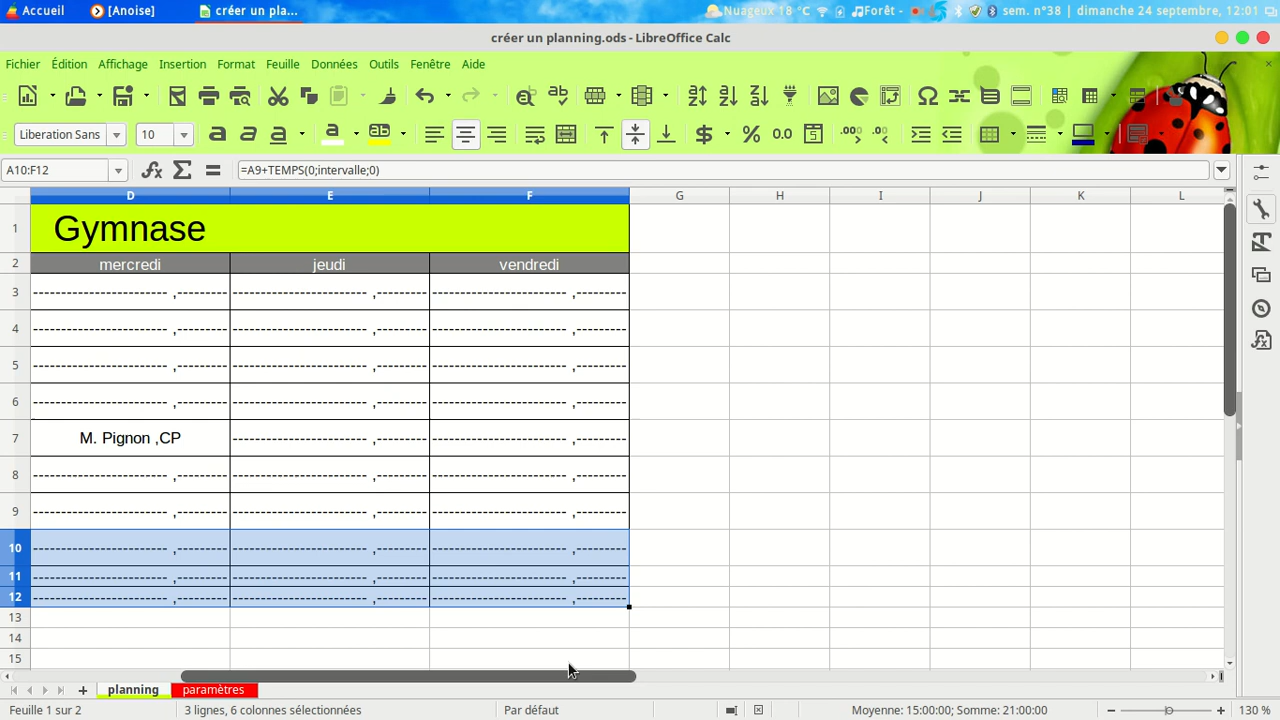 Accueil [Anoise] créer un pla... Nuageux 18 °C Forêt - sem. n°38 | dimanche 24 septembre, 12:01
créer un planning.ods - LibreOffice Calc
Fichier Édition Affichage Insertion Format Feuille Données Outils Fenêtre Aide
Liberation Sans 10
A10:F12 =A9+TEMPS(0;intervalle;0)
D E F G H I J K L
1 Gymnase
2 mercredi jeudi vendredi
3 ------------------------ ,--------- ------------------------ ,--------- ------------------------ ,---------
4 ------------------------ ,--------- ------------------------ ,--------- ------------------------ ,---------
5 ------------------------ ,--------- ------------------------ ,--------- ------------------------ ,---------
6 ------------------------ ,--------- ------------------------ ,--------- ------------------------ ,---------
7 M. Pignon ,CP ------------------------ ,--------- ------------------------ ,---------
8 ------------------------ ,--------- ------------------------ ,--------- ------------------------ ,---------
9 ------------------------ ,--------- ------------------------ ,--------- ------------------------ ,---------
10 ------------------------ ,--------- ------------------------ ,--------- ------------------------ ,---------
11 ------------------------ ,--------- ------------------------ ,--------- ------------------------ ,---------
12 ------------------------ ,--------- ------------------------ ,--------- ------------------------ ,---------
13
14
15
planning paramètres
Feuille 1 sur 2 3 lignes, 6 colonnes sélectionnées Par défaut Moyenne: 15:00:00; Somme: 21:00:00 130 %